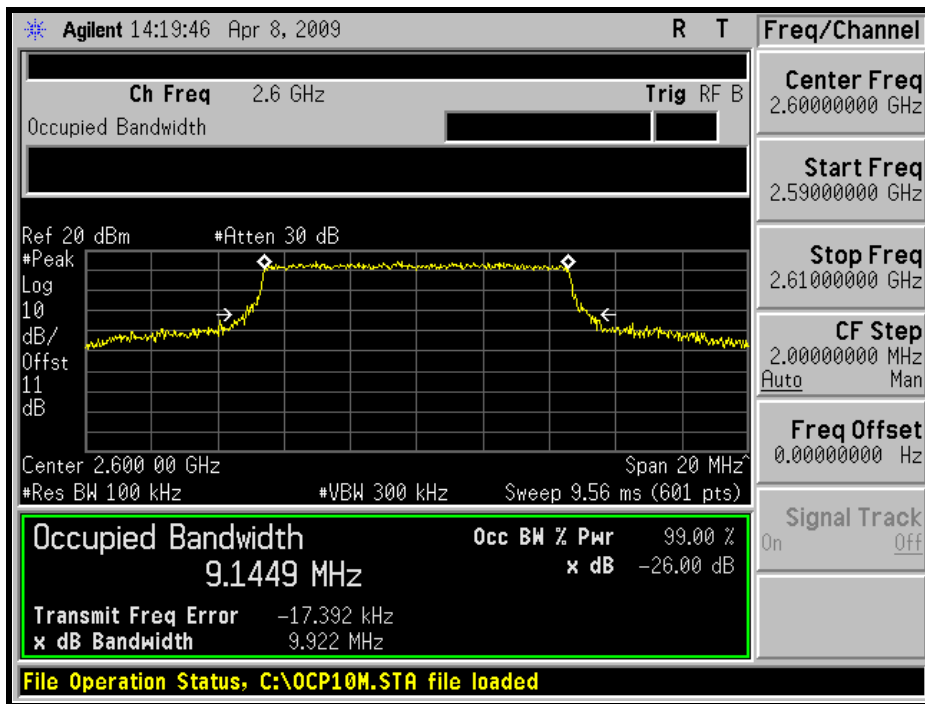 Agilent 14:19:46 Apr 8, 2009 R T
Freq/Channel
Ch Freq 2.6 GHz Trig RF B
Occupied Bandwidth
Center Freq
2.60000000 GHz
Start Freq
2.59000000 GHz
Stop Freq
2.61000000 GHz
CF Step
2.00000000 MHz
Auto Man
Freq Offset
0.00000000 Hz
Signal Track
On Off
Ref 20 dBm #Atten 30 dB
#Peak
Log
10
dB/
Offst
11
dB
Center 2.600 00 GHz Span 20 MHz^
#Res BW 100 kHz #VBW 300 kHz Sweep 9.56 ms (601 pts)
Occupied Bandwidth
9.1449 MHz
Occ BW % Pwr 99.00 %
x dB -26.00 dB
Transmit Freq Error -17.392 kHz
x dB Bandwidth 9.922 MHz
File Operation Status, C:\OCP10M.STA file loaded